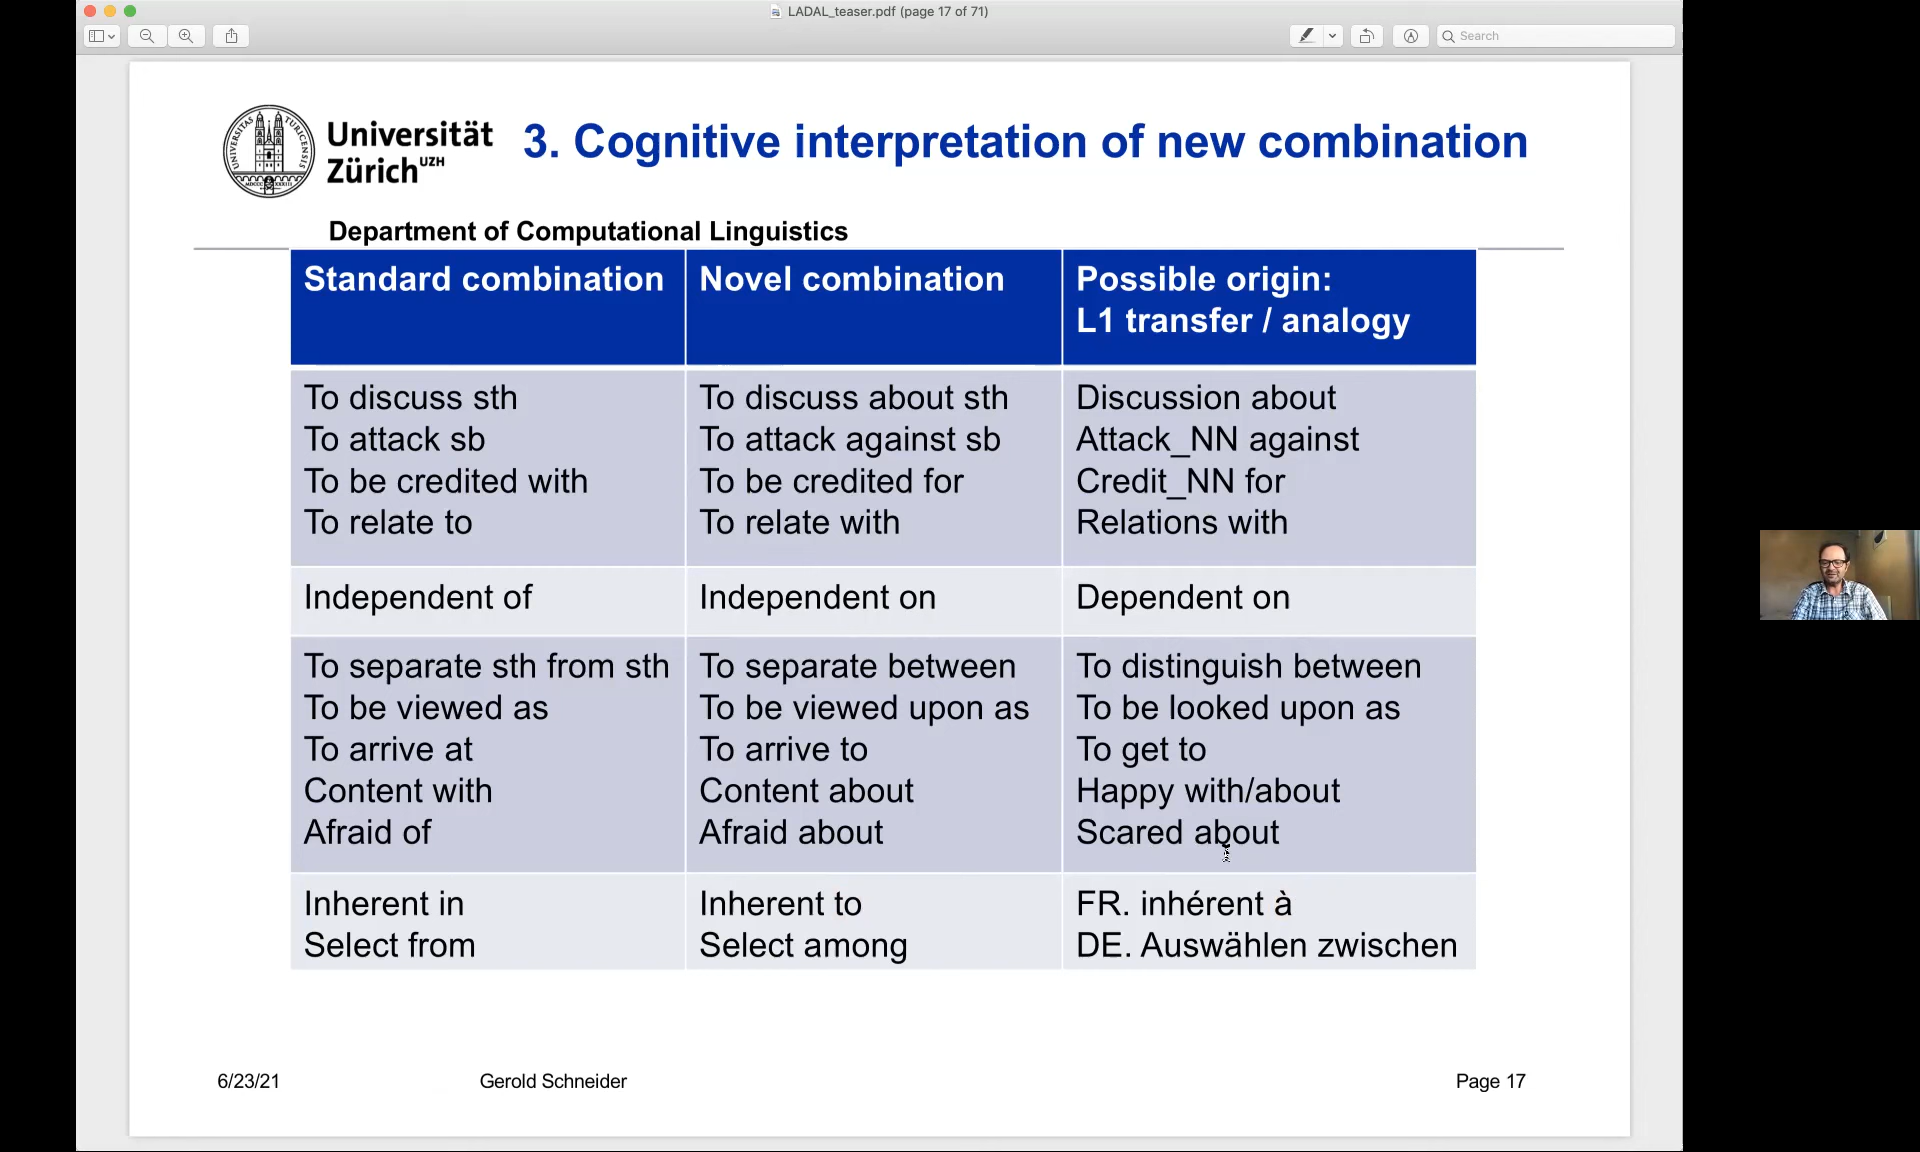 LADAL_teaser.pdf (page 17 of 71)
Search
Universität
Zürich UZH
3. Cognitive interpretation of new combination
Department of Computational Linguistics
Standard combination
Novel combination
Possible origin:
L1 transfer / analogy
To discuss sth
To attack sb
To be credited with
To relate to
To discuss about sth
To attack against sb
To be credited for
To relate with
Discussion about
Attack_NN against
Credit_NN for
Relations with
Independent of
Independent on
Dependent on
To separate sth from sth
To be viewed as
To arrive at
Content with
Afraid of
To separate between
To be viewed upon as
To arrive to
Content about
Afraid about
To distinguish between
To be looked upon as
To get to
Happy with/about
Scared about
Inherent in
Select from
Inherent to
Select among
FR. inhérent à
DE. Auswählen zwischen
6/23/21
Gerold Schneider
Page 17